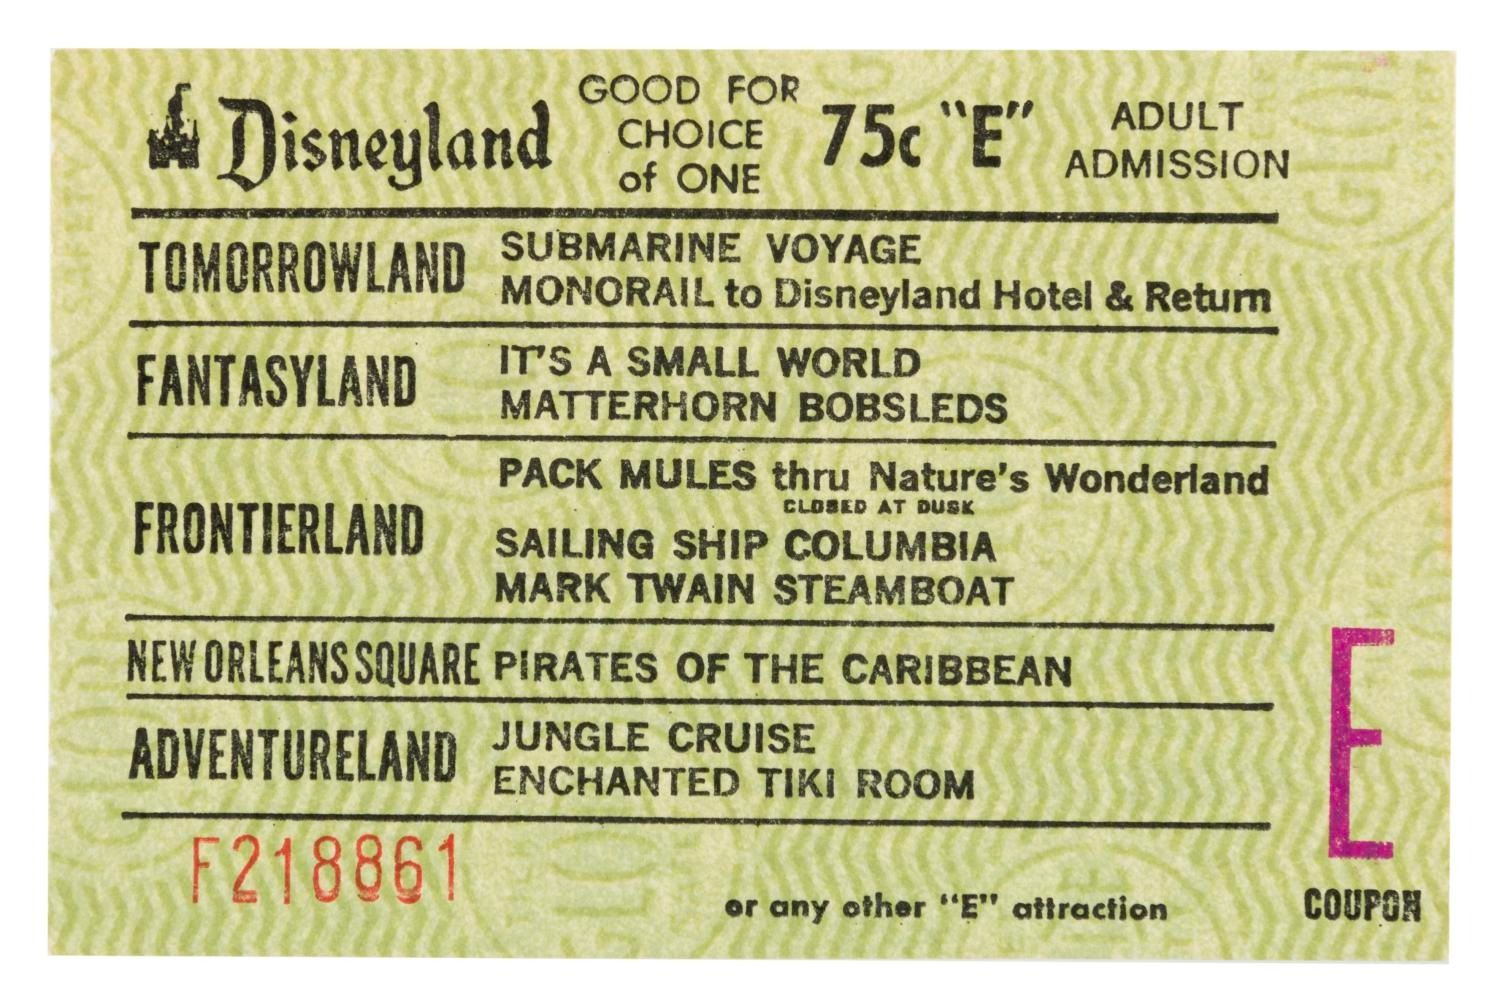 Disneyland
GOOD FOR
CHOICE
of ONE
75c "E"
ADULT
ADMISSION
TOMORROWLAND
SUBMARINE VOYAGE
MONORAIL to Disneyland Hotel & Return
FANTASYLAND
IT'S A SMALL WORLD
MATTERHORN BOBSLEDS
FRONTIERLAND
PACK MULES thru Nature's Wonderland
CLOSED AT DUSK
SAILING SHIP COLUMBIA
MARK TWAIN STEAMBOAT
NEW ORLEANS SQUARE PIRATES OF THE CARIBBEAN
ADVENTURELAND
JUNGLE CRUISE
ENCHANTED TIKI ROOM
F218861
or any other "E" attraction
E
COUPON